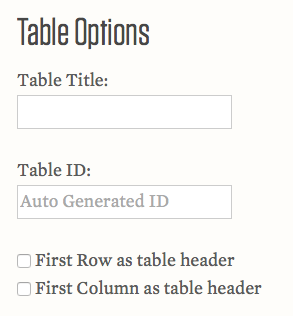 Table Options
Table Title:
Table ID:
Auto Generated ID
First Row as table header
First Column as table header